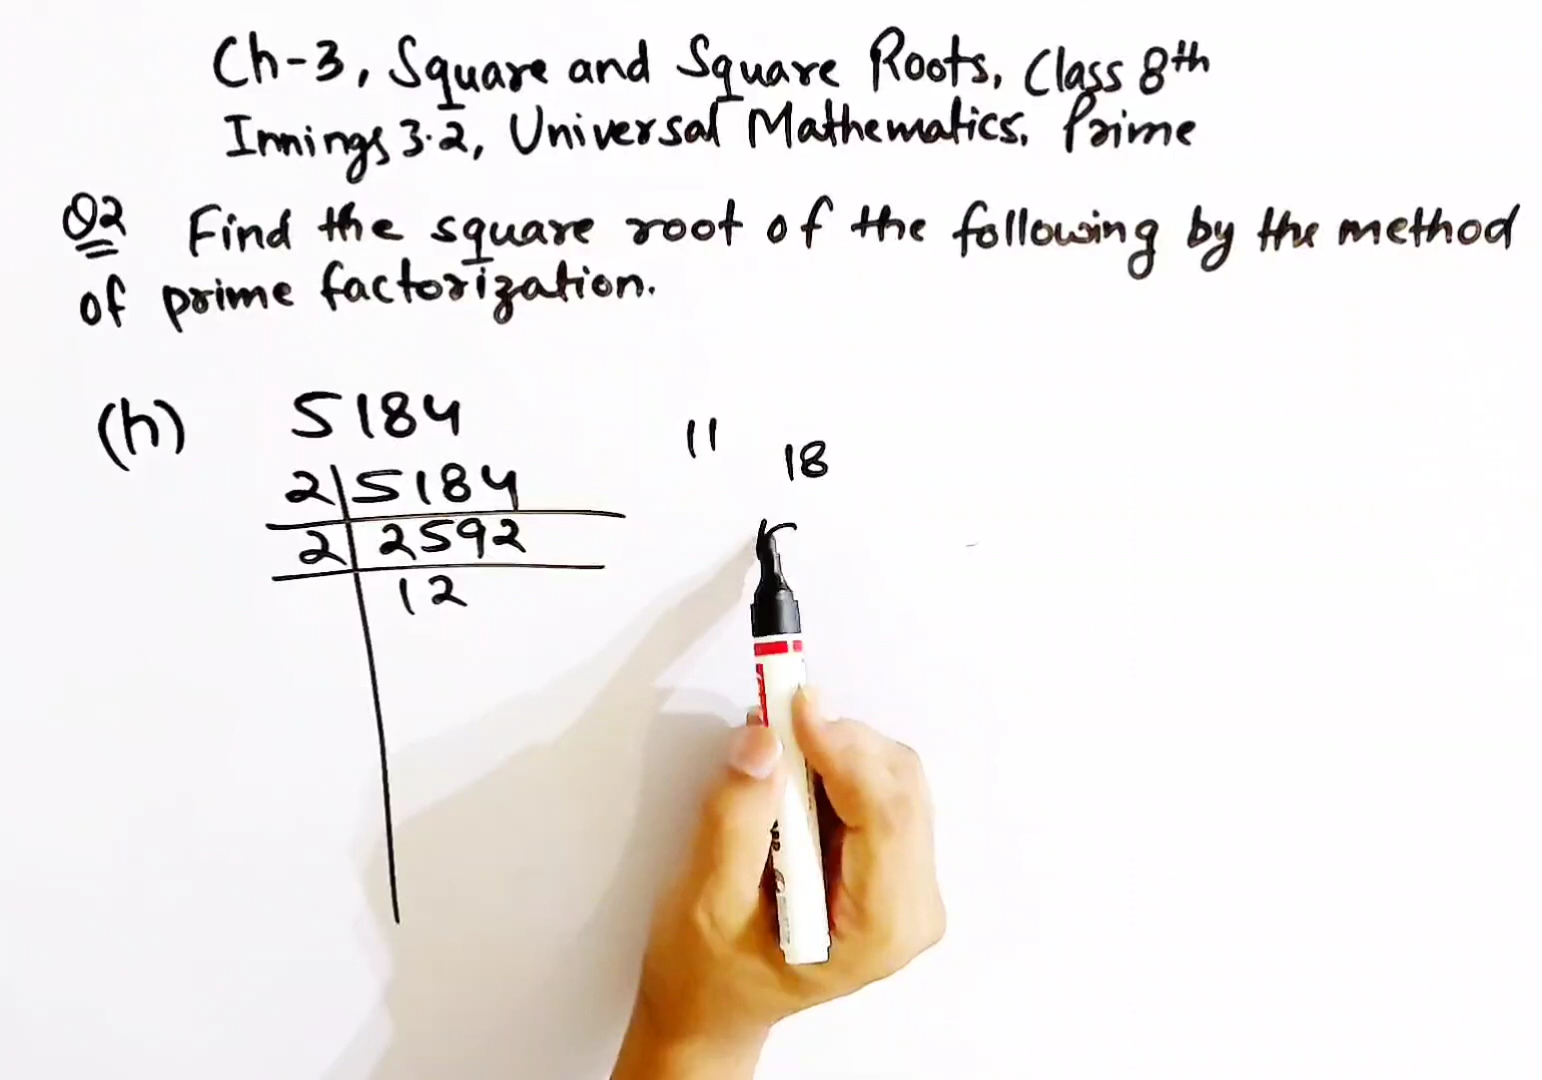 Ch-3, Square and Square Roots, Class 8th
Innings 3.2, Universal Mathematics, Prime
Q2 Find the square root of the following by the method
of prime factorization.
(h) 5184
11 18
2 5184
2 2592
12